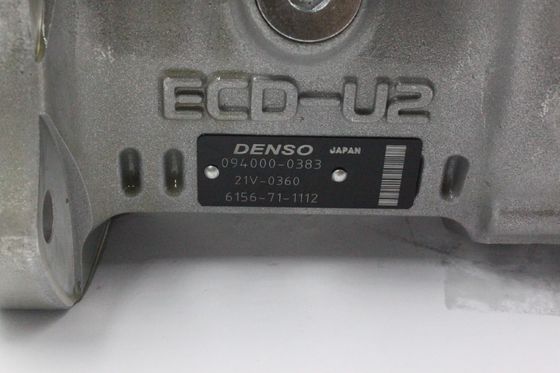 ECD-U2
DENSO JAPAN
094000-0383
21V-0360
6156-71-1112